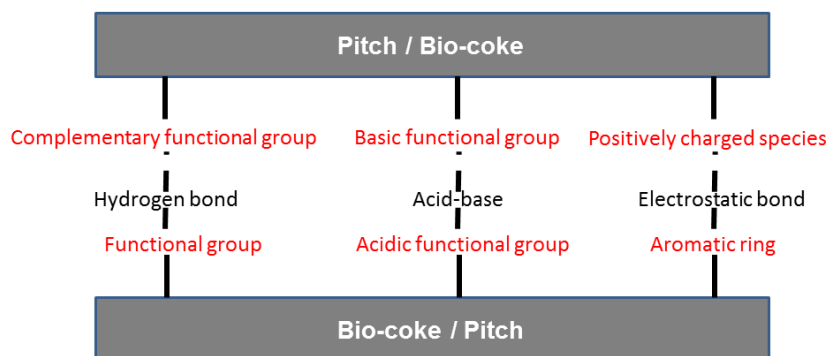 Pitch / Bio-coke
Complementary functional group Basic functional group Positively charged species
Hydrogen bond Acid-base Electrostatic bond
Functional group Acidic functional group Aromatic ring
Bio-coke / Pitch